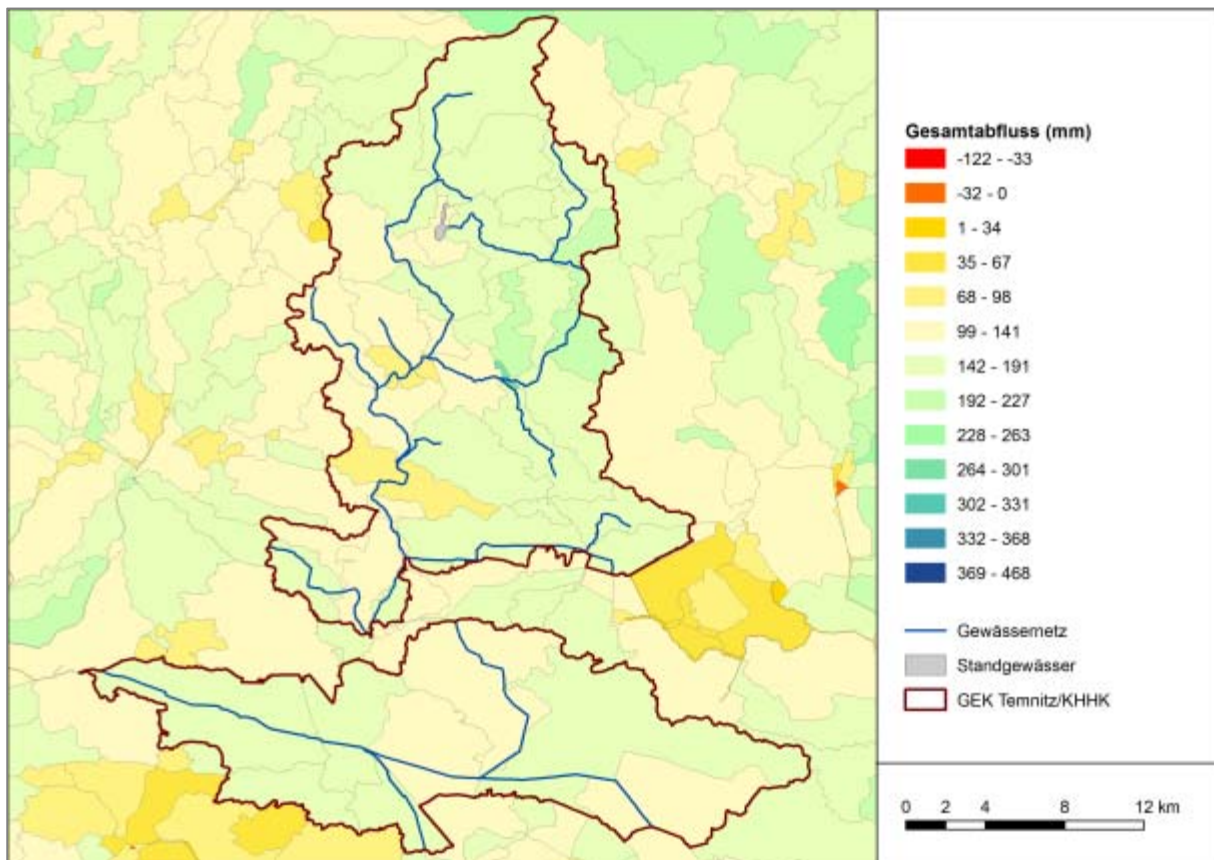 Gesamtabfluss (mm)
-122 - -33
-32 - 0
1 - 34
35 - 67
68 - 98
99 - 141
142 - 191
192 - 227
228 - 263
264 - 301
302 - 331
332 - 368
369 - 468
Gewässernetz
Standgewässer
GEK Temnitz/KHHK
0 2 4 8 12 km